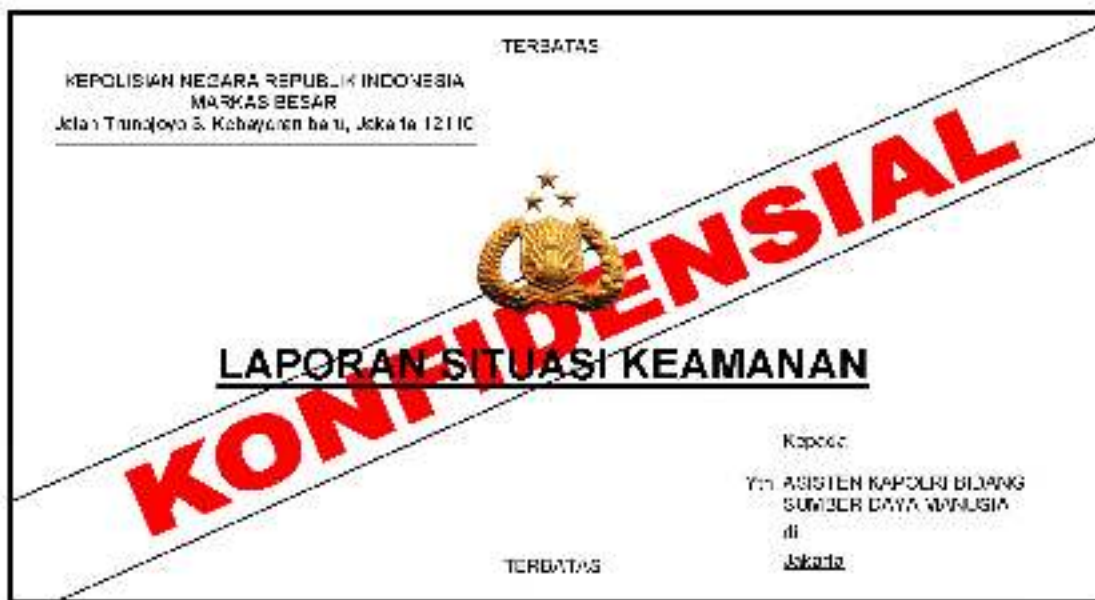 TERBATAS
KEPOLISIAN NEGARA REPUBLIK INDONESIA
MARKAS BESAR
Jalan Trunojoyo 3, Kebayoran baru, Jakarta 12110
KONFIDENSIAL
LAPORAN SITUASI KEAMANAN
Kepada
Yth ASISTEN KAPOLRI BIDANG
SUMBER DAYA MANUSIA
di
Jakarta
TERBATAS